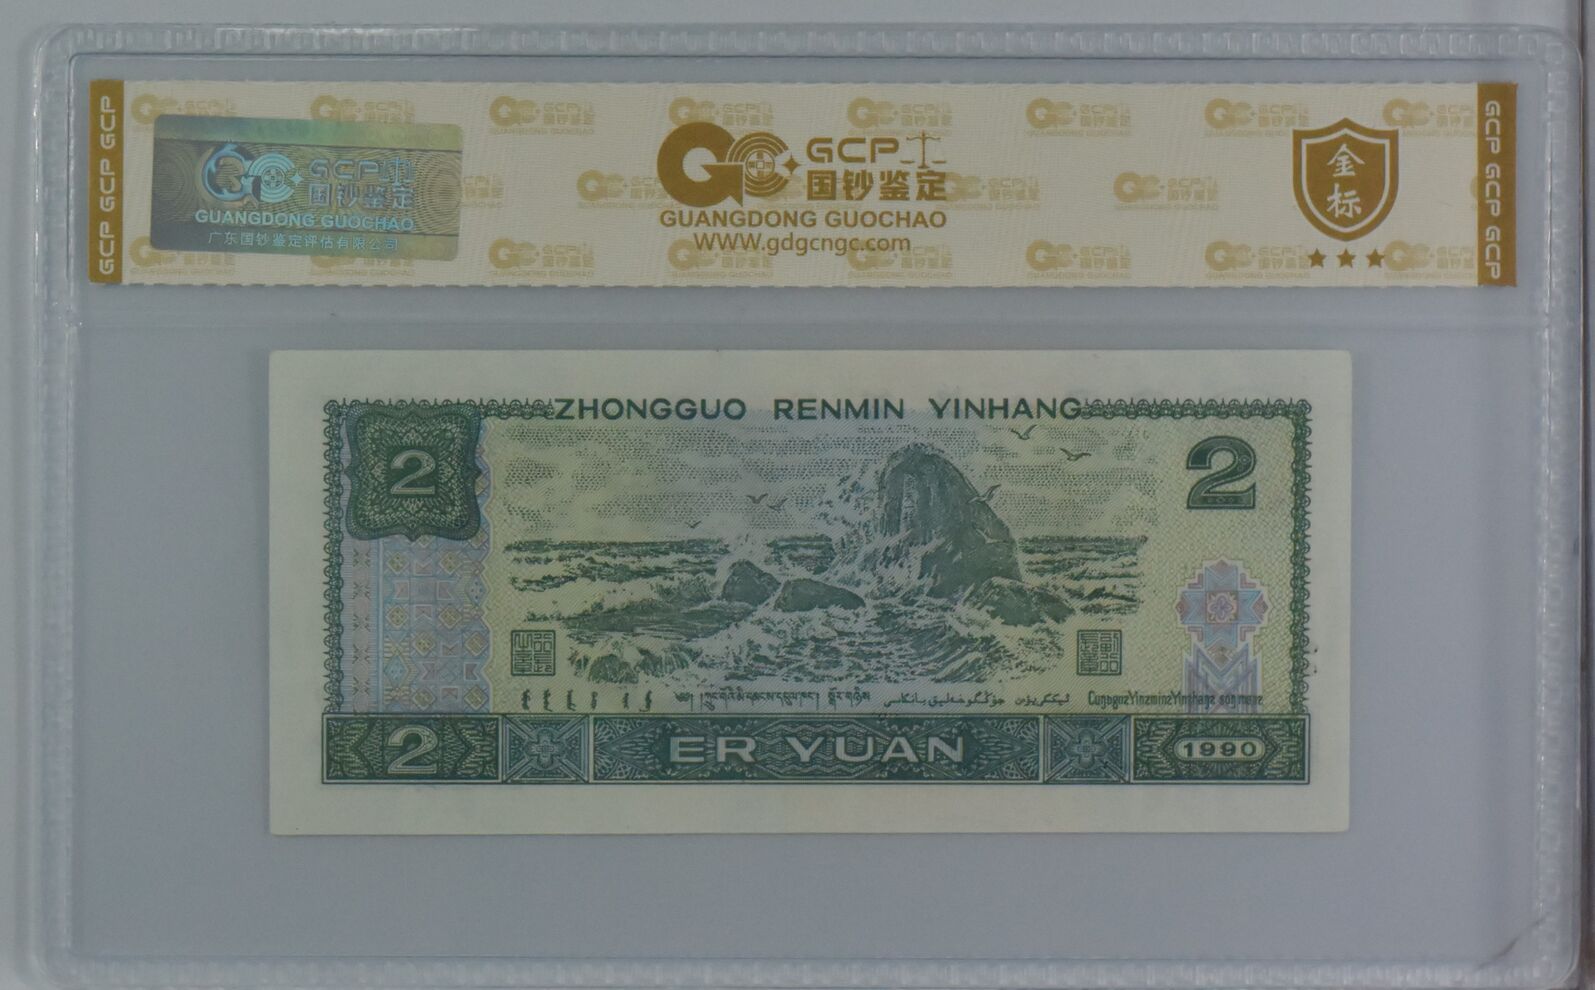 GCP GCP GCP
GCP
国钞鉴定
GUANGDONG GUOCHAO
广东国钞鉴定评估有限公司
GCP
国钞鉴定
GUANGDONG GUOCHAO
WWW.gdgcngc.com
金
标
GCP GCP GCP
ZHONGGUO RENMIN YINHANG
2
2
2
ER YUAN
1990